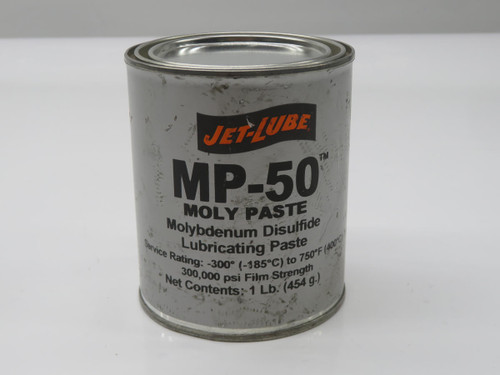 JET-LUBE
MP-50™
MOLY PASTE
Molybdenum Disulfide
Lubricating Paste
Service Rating: -300° (-185°C) to 750°F (400°C)
300,000 psi Film Strength
Net Contents: 1 Lb. (454 g.)